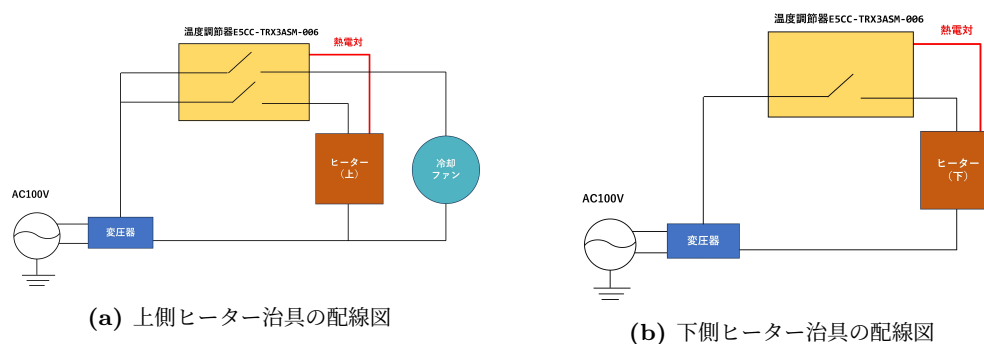 温度調節器E5CC-TRX3ASM-006
熱電対
ヒーター
(上)
冷却
ファン
AC100V
変圧器
(a) 上側ヒーター治具の配線図
温度調節器E5CC-TRX3ASM-006
熱電対
ヒーター
(下)
AC100V
変圧器
(b) 下側ヒーター治具の配線図